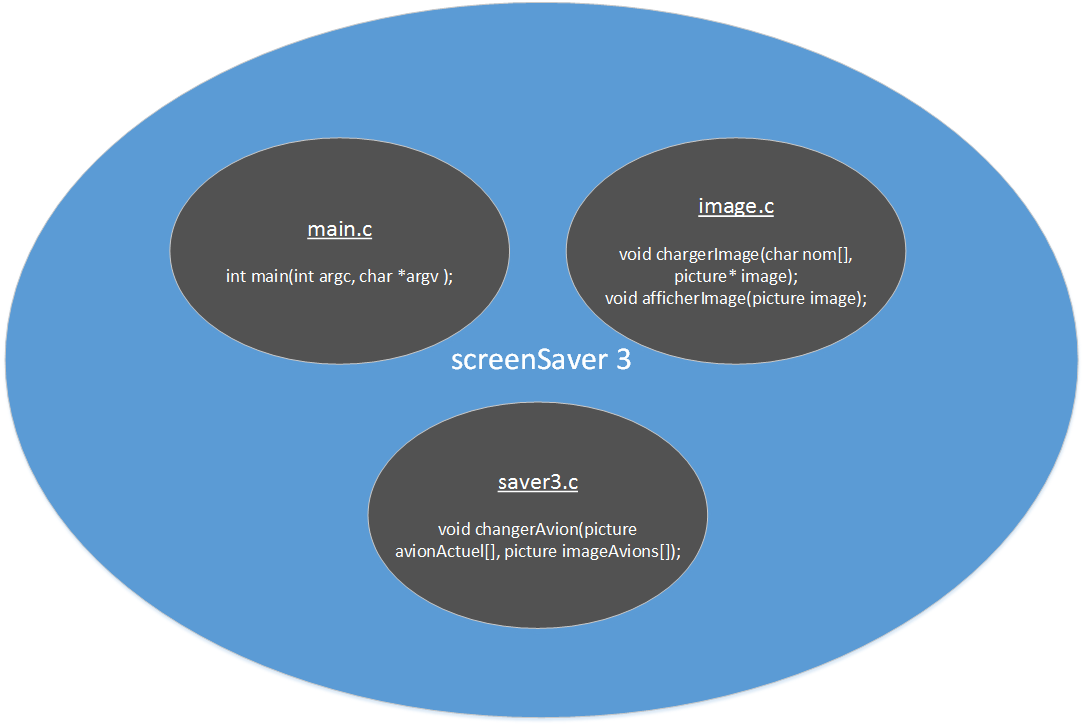 main.c
int main(int argc, char *argv );
image.c
void chargerImage(char nom[],
picture* image);
void afficherImage(picture image);
screenSaver 3
saver3.c
void changerAvion(picture
avionActuel[], picture imageAvions[]);